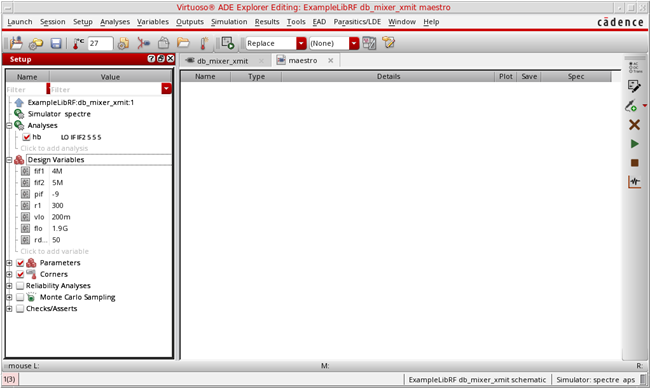 Virtuoso® ADE Explorer Editing: ExampleLibRF db_mixer_xmit maestro
Launch Session Setup Analyses Variables Outputs Simulation Results Tools EAD Parasitics/LDE Window Help cādence
°C 27 Replace (None)
Setup ? db_mixer_xmit maestro
Name Value
Filter Filter
Name Type Details Plot Save Spec
AC
DC
Trans
ExampleLibRF:db_mixer_xmit:1
Simulator spectre
Analyses
hb LO IF IF2 5 5 5
Click to add analysis
Design Variables
fif1 4M
fif2 5M
pif -9
r1 300
vlo 200m
flo 1.9G
rd... 50
Click to add variable
Parameters
Corners
Reliability Analyses
Monte Carlo Sampling
Checks/Asserts
mouse L: M: R:
1(3) ExampleLibRF db_mixer_xmit schematic Simulator: spectre aps